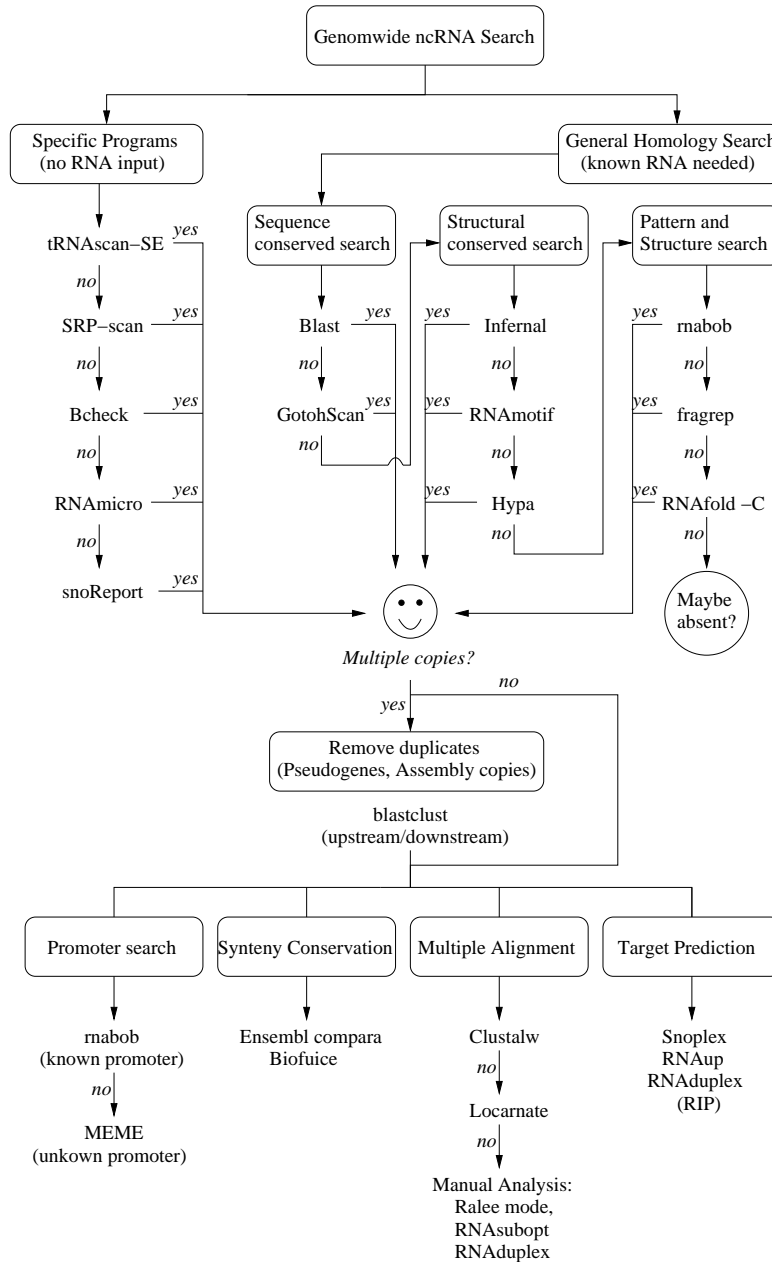 Genomwide ncRNA Search
Specific Programs
(no RNA input)
General Homology Search
(known RNA needed)
Sequence
conserved search
Structural
conserved search
Pattern and
Structure search
tRNAscan−SE
yes
no
SRP−scan
yes
no
Bcheck
yes
no
RNAmicro
yes
no
snoReport
yes
Blast
yes
no
GotohScan
yes
no
yes
Infernal
no
yes
RNAmotif
no
yes
Hypa
no
yes
rnabob
no
yes
fragrep
no
yes
RNAfold −C
no
Maybe
absent?
Multiple copies?
no
yes
Remove duplicates
(Pseudogenes, Assembly copies)
blastclust
(upstream/downstream)
Promoter search
Synteny Conservation
Multiple Alignment
Target Prediction
rnabob
(known promoter)
no
MEME
(unkown promoter)
Ensembl compara
Biofuice
Clustalw
no
Locarnate
no
Manual Analysis:
Ralee mode,
RNAsubopt
RNAduplex
Snoplex
RNAup
RNAduplex
(RIP)